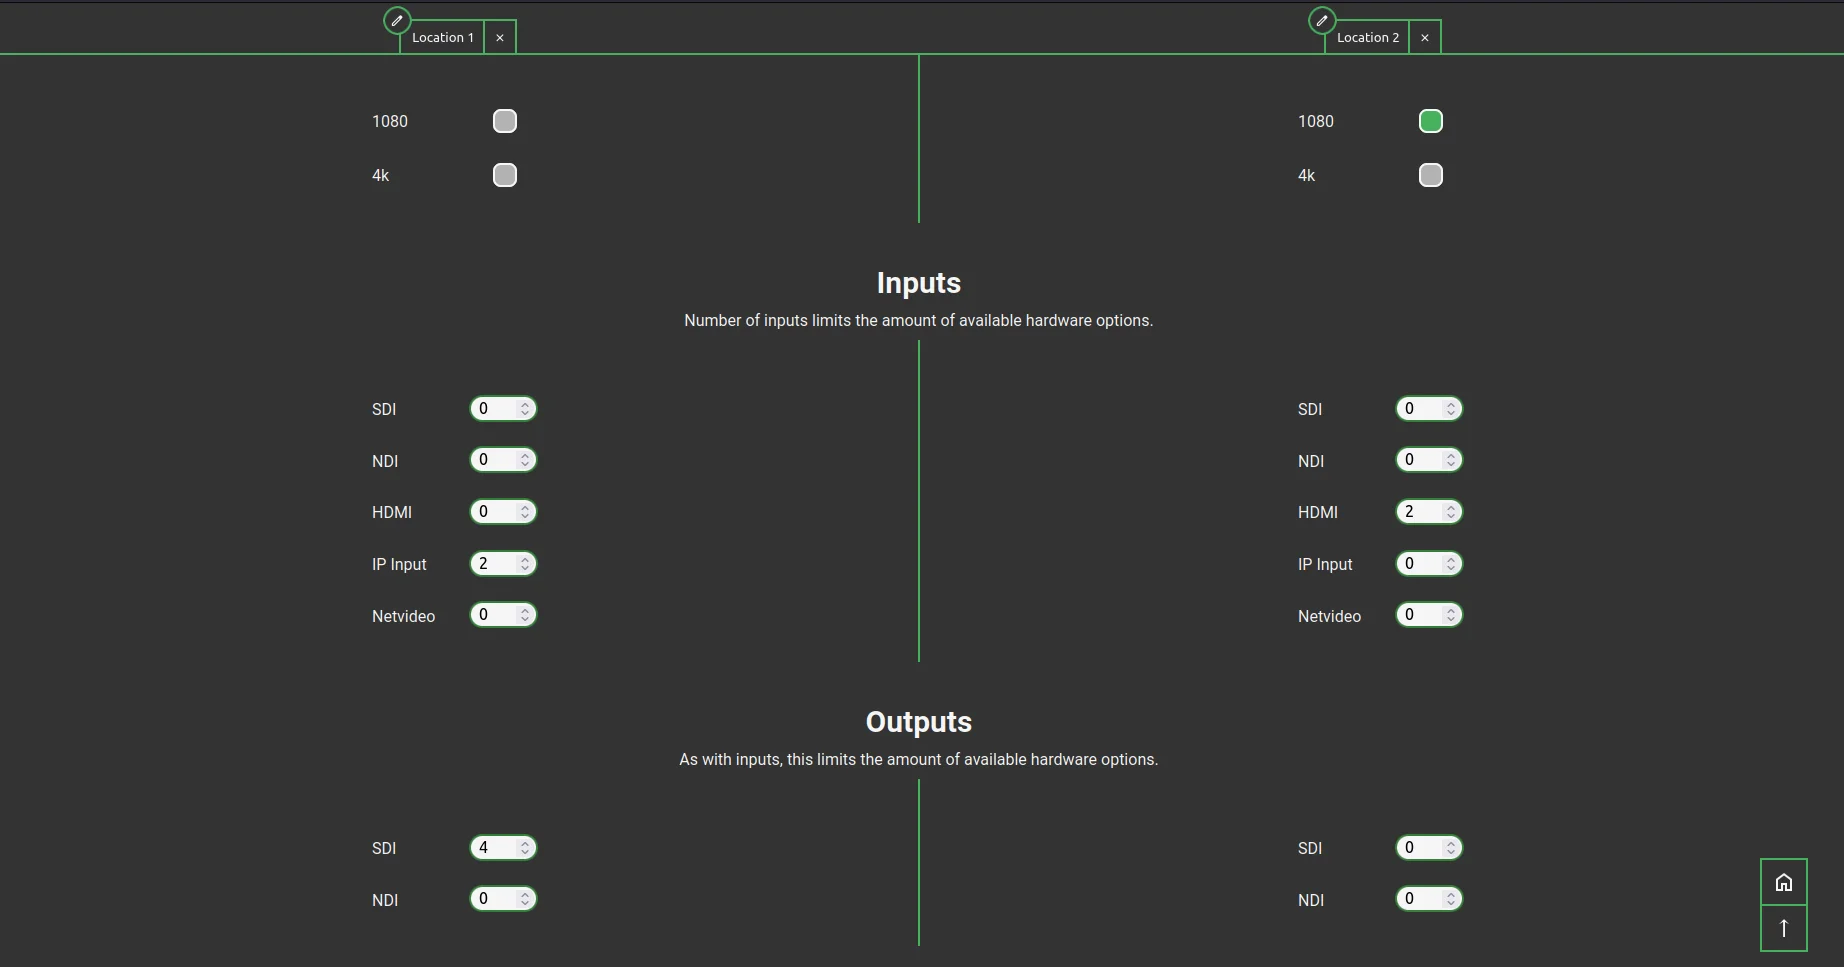 Location 1 ×
Location 2 ×
1080
4k
1080
4k
Inputs
Number of inputs limits the amount of available hardware options.
SDI 0
NDI 0
HDMI 0
IP Input 2
Netvideo 0
SDI 0
NDI 0
HDMI 2
IP Input 0
Netvideo 0
Outputs
As with inputs, this limits the amount of available hardware options.
SDI 4
NDI 0
SDI 0
NDI 0